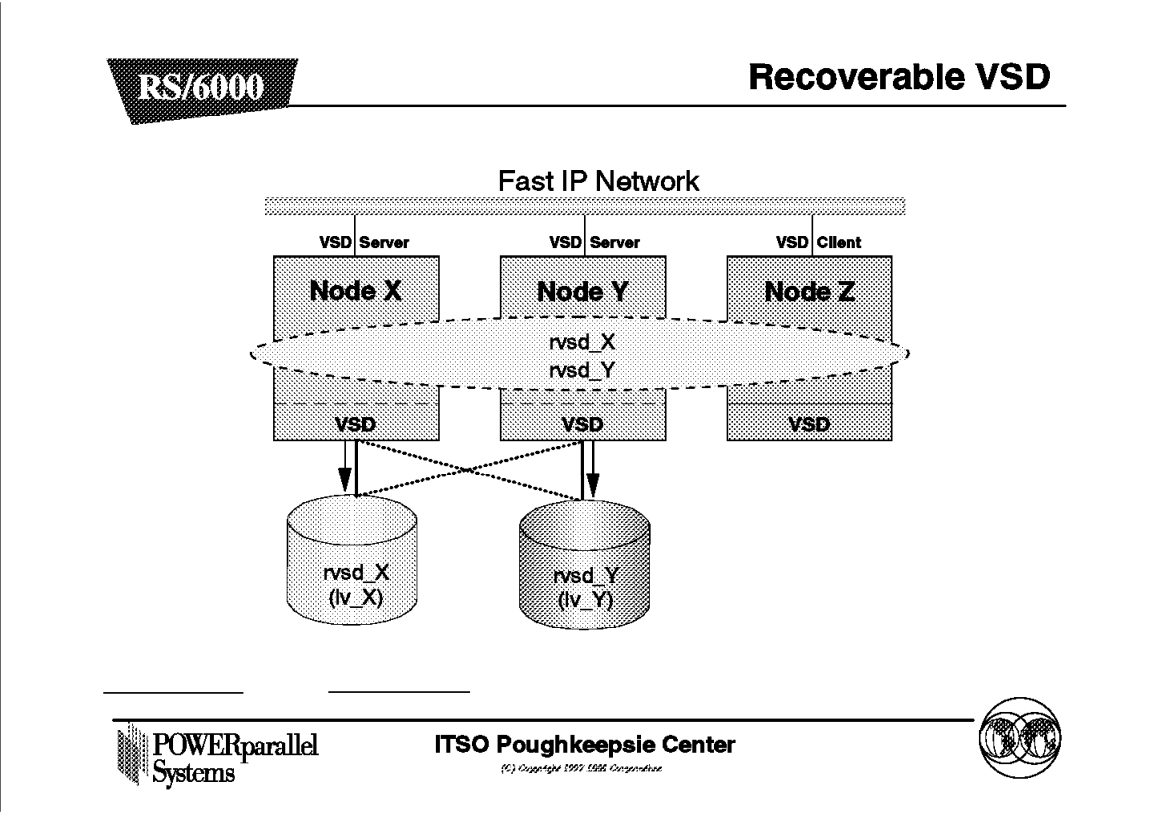 RS/6000
Recoverable VSD
Fast IP Network
VSD Server
VSD Server
VSD Client
Node X
Node Y
Node Z
rvsd_X
rvsd_Y
VSD
VSD
VSD
rvsd_X
(lv_X)
rvsd_Y
(lv_Y)
POWERparallel
Systems
ITSO Poughkeepsie Center
(C) Copyright